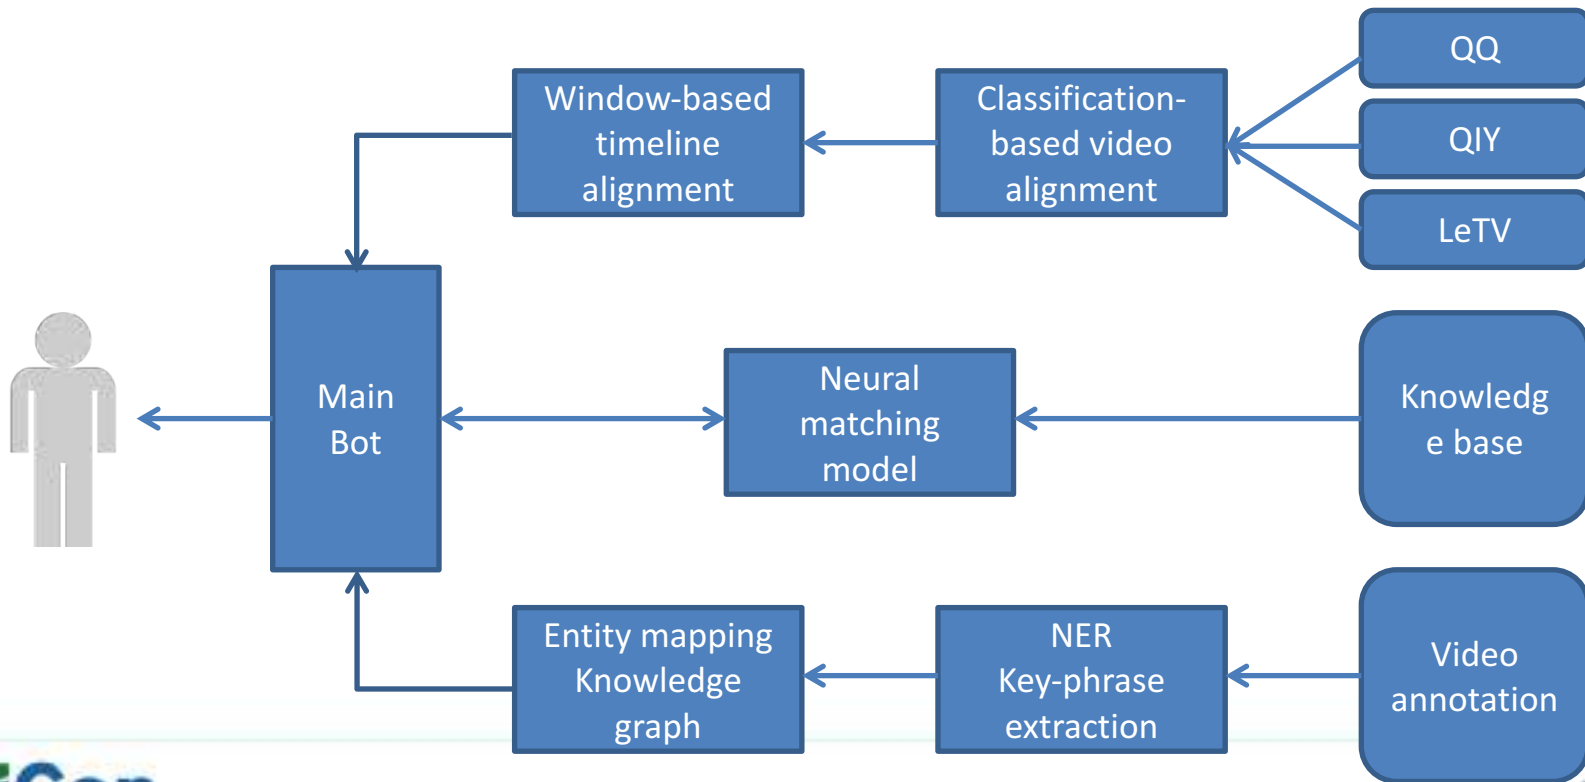 QQ
Window-based
timeline
alignment
Classification-
based video
alignment
QIY
LeTV
Main
Bot
Neural
matching
model
Knowledg
e base
Entity mapping
Knowledge
graph
NER
Key-phrase
extraction
Video
annotation